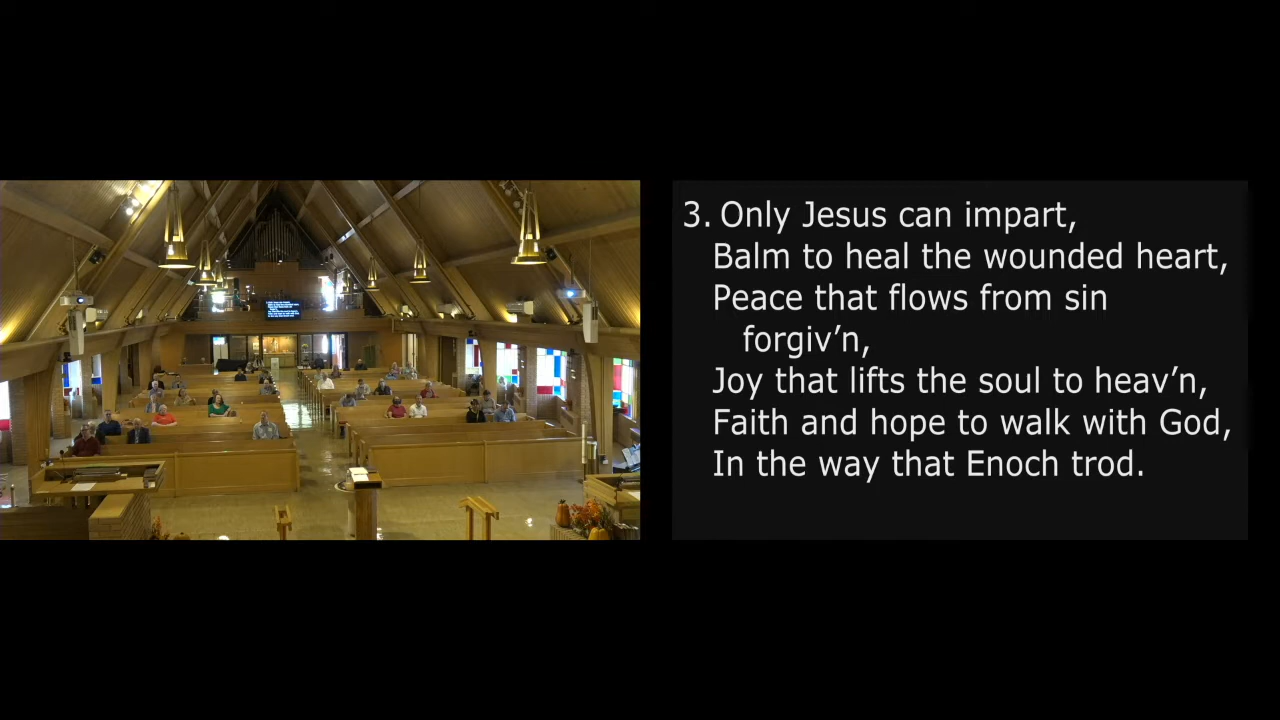 3. Only Jesus can impart,
Balm to heal the wounded heart,
Peace that flows from sin
forgiv’n,
Joy that lifts the soul to heav’n,
Faith and hope to walk with God,
In the way that Enoch trod.